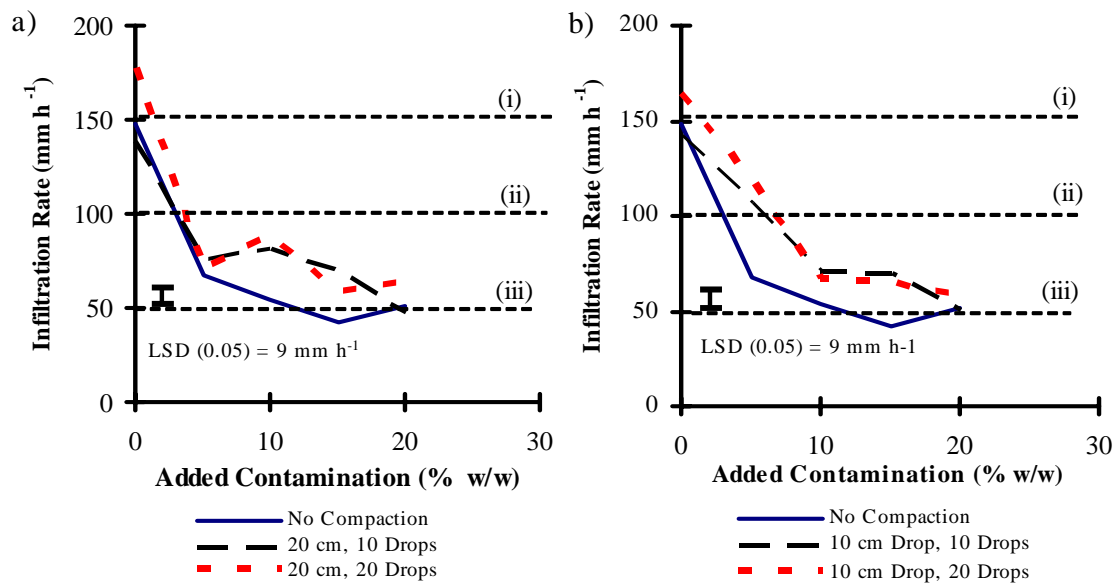 a)
200
150
100
50
0
Infiltration Rate (mm h -1)
(i)
(ii)
(iii)
LSD (0.05) = 9 mm h-1
0 10 20 30
Added Contamination (% w/w)
No Compaction
20 cm, 10 Drops
20 cm, 20 Drops
b)
200
150
100
50
0
Infiltration Rate (mm h -1)
(i)
(ii)
(iii)
LSD (0.05) = 9 mm h-1
0 10 20 30
Added Contamination (% w/w)
No Compaction
10 cm Drop, 10 Drops
10 cm Drop, 20 Drops